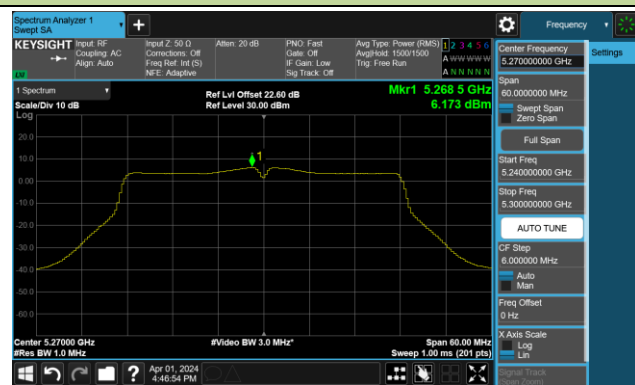 Spectrum Analyzer 1
Swept SA
Frequency
KEYSIGHT
Input: RF
Coupling: AC
Align: Auto
Input Z: 50 Ω
Corrections: Off
Freq Ref: Int (S)
NFE: Adaptive
Atten: 20 dB
PNO: Fast
Gate: Off
IF Gain: Low
Sig Track: Off
Avg Type: Power (RMS)
Avg|Hold: 1500/1500
Trig: Free Run
1 2 3 4 5 6
A W W W W W
A N N N N N
LW
1 Spectrum
Scale/Div 10 dB
Ref Lvl Offset 22.60 dB
Ref Level 30.00 dBm
Mkr1 5.268 5 GHz
6.173 dBm
Log
20.0
10.0
0.00
-10.0
-20.0
-30.0
-40.0
-50.0
-60.0
1
Center 5.27000 GHz
#Res BW 1.0 MHz
#Video BW 3.0 MHz*
Span 60.00 MHz
Sweep 1.00 ms (201 pts)
Center Frequency
5.270000000 GHz
Settings
Span
60.0000000 MHz
Swept Span
Zero Span
Full Span
Start Freq
5.240000000 GHz
Stop Freq
5.300000000 GHz
AUTO TUNE
CF Step
6.000000 MHz
Auto
Man
Freq Offset
0 Hz
X Axis Scale
Log
Lin
Signal Track
(Span Zoom)
?
Apr 01, 2024
4:46:54 PM